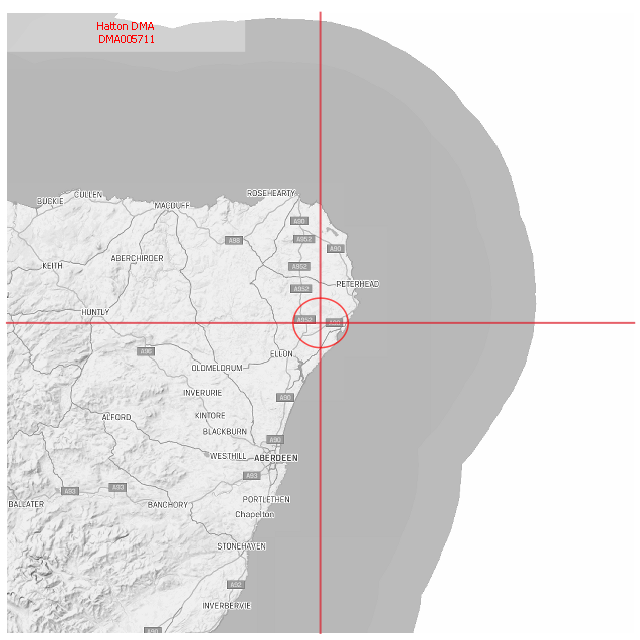 Hatton DMA
DMA005711
CULLEN
ROSEHEARTY
BUCKIE
MACDUFF
A90
A98
A952
A90
ABERCHIRDER
KEITH
A952
PETERHEAD
A952
HUNTLY
A952
A96
ELLON
OLDMELDRUM
INVERURIE
A90
ALFORD
KINTORE
BLACKBURN
A90
WESTHILL
ABERDEEN
A93
A93
A93
PORTLETHEN
BALLATER
BANCHORY
Chapelton
STONEHAVEN
A92
INVERBERVIE
A90